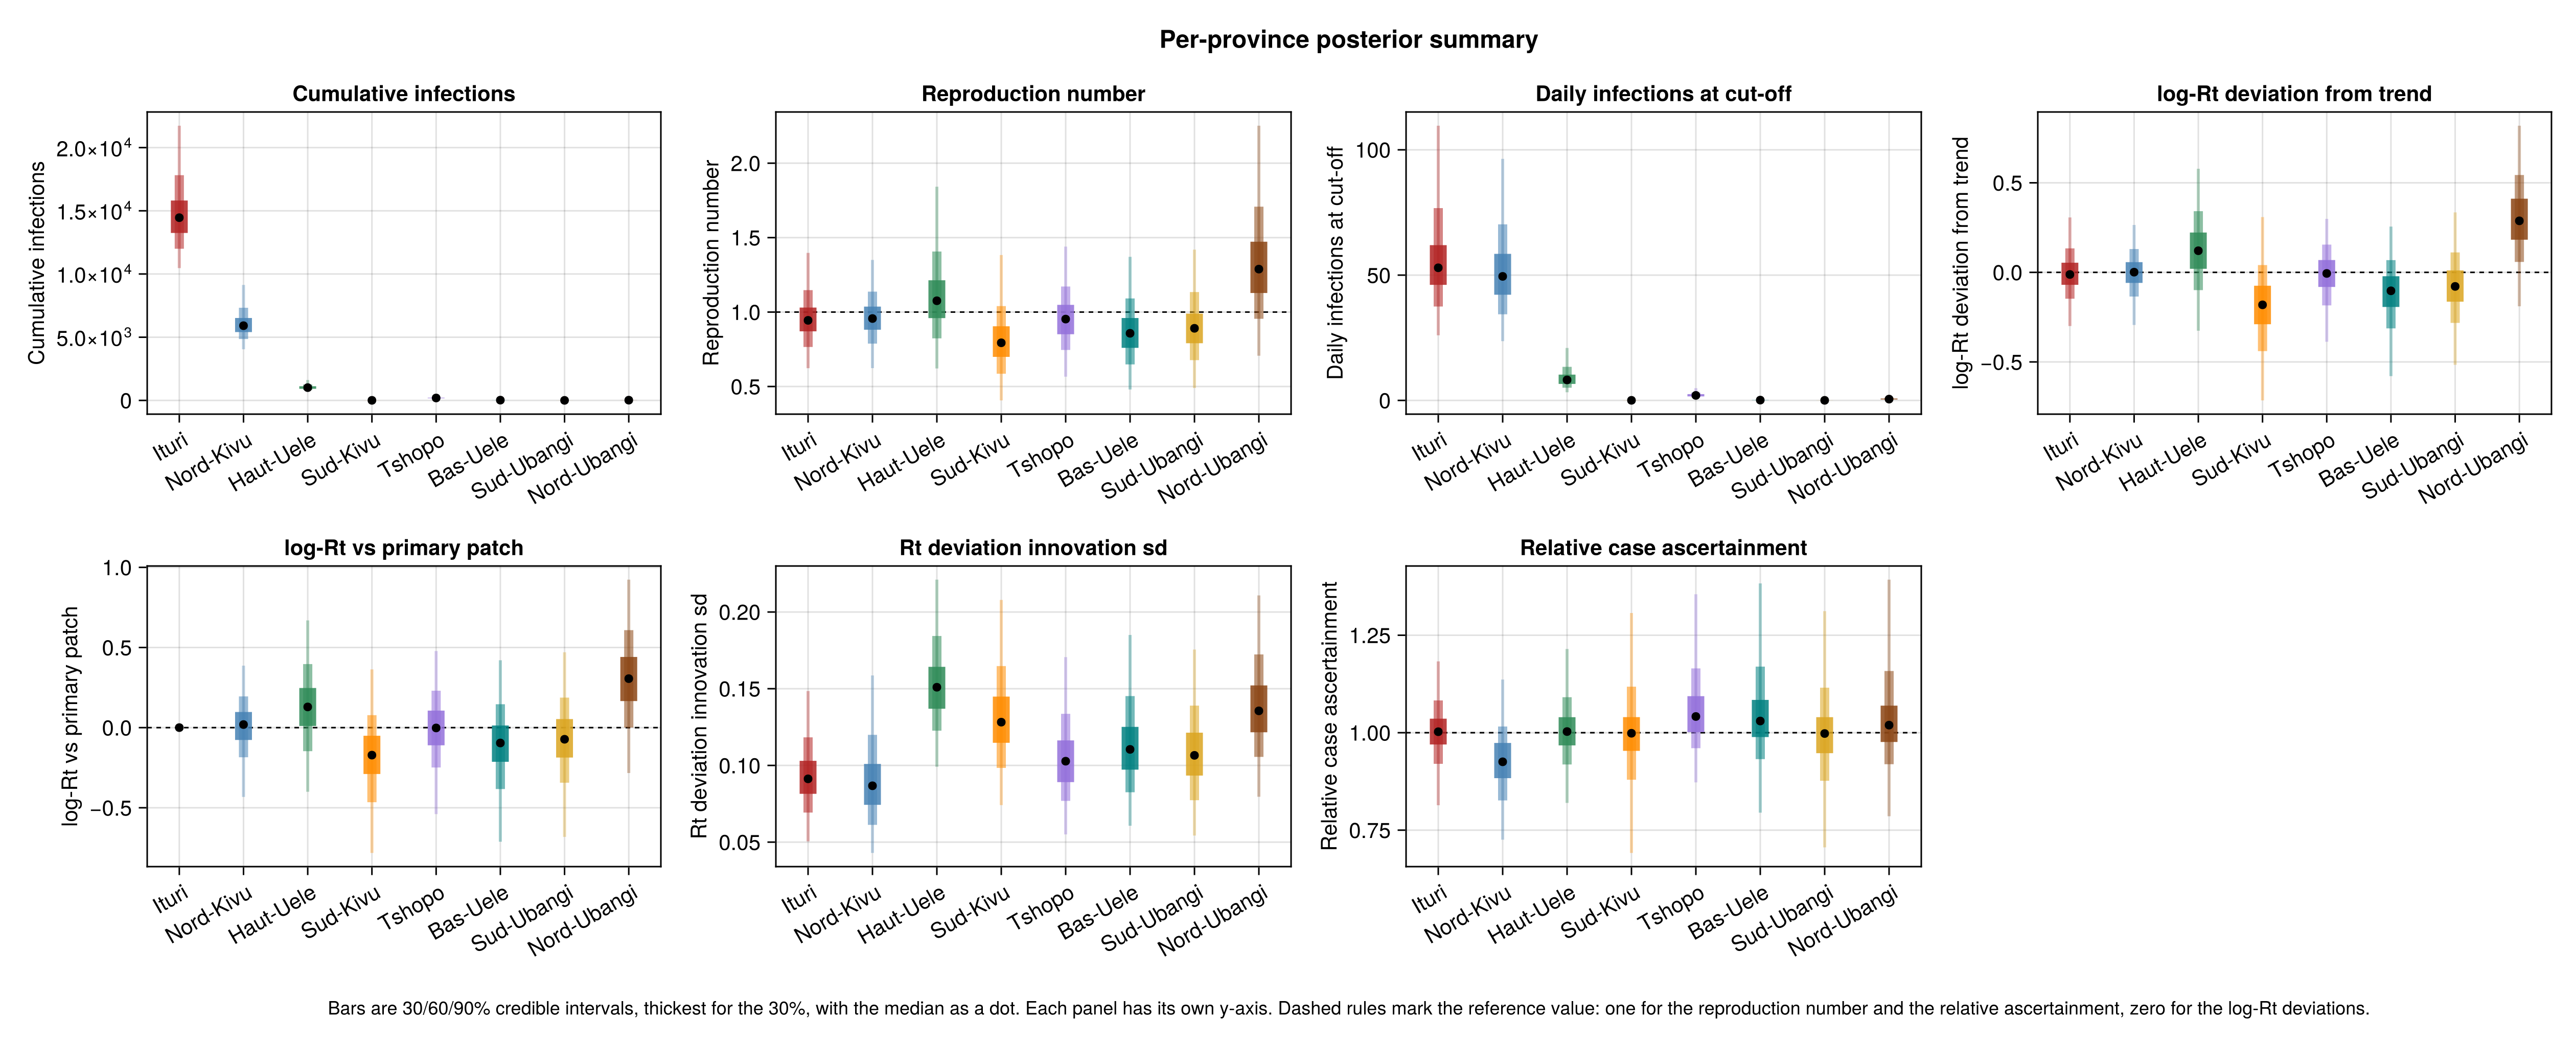 Per-province posterior summary
Cumulative infections
Cumulative infections
2.0×10⁴
1.5×10⁴
1.0×10⁴
5.0×10³
0
Ituri
Nord-Kivu
Haut-Uele
Sud-Kivu
Tshopo
Bas-Uele
Sud-Ubangi
Nord-Ubangi
Reproduction number
Reproduction number
2.0
1.5
1.0
0.5
Ituri
Nord-Kivu
Haut-Uele
Sud-Kivu
Tshopo
Bas-Uele
Sud-Ubangi
Nord-Ubangi
Daily infections at cut-off
Daily infections at cut-off
100
50
0
Ituri
Nord-Kivu
Haut-Uele
Sud-Kivu
Tshopo
Bas-Uele
Sud-Ubangi
Nord-Ubangi
log-Rt deviation from trend
log-Rt deviation from trend
0.5
0.0
−0.5
Ituri
Nord-Kivu
Haut-Uele
Sud-Kivu
Tshopo
Bas-Uele
Sud-Ubangi
Nord-Ubangi
log-Rt vs primary patch
log-Rt vs primary patch
1.0
0.5
0.0
−0.5
Ituri
Nord-Kivu
Haut-Uele
Sud-Kivu
Tshopo
Bas-Uele
Sud-Ubangi
Nord-Ubangi
Rt deviation innovation sd
Rt deviation innovation sd
0.20
0.15
0.10
0.05
Ituri
Nord-Kivu
Haut-Uele
Sud-Kivu
Tshopo
Bas-Uele
Sud-Ubangi
Nord-Ubangi
Relative case ascertainment
Relative case ascertainment
1.25
1.00
0.75
Ituri
Nord-Kivu
Haut-Uele
Sud-Kivu
Tshopo
Bas-Uele
Sud-Ubangi
Nord-Ubangi
Bars are 30/60/90% credible intervals, thickest for the 30%, with the median as a dot. Each panel has its own y-axis. Dashed rules mark the reference value: one for the reproduction number and the relative ascertainment, zero for the log-Rt deviations.